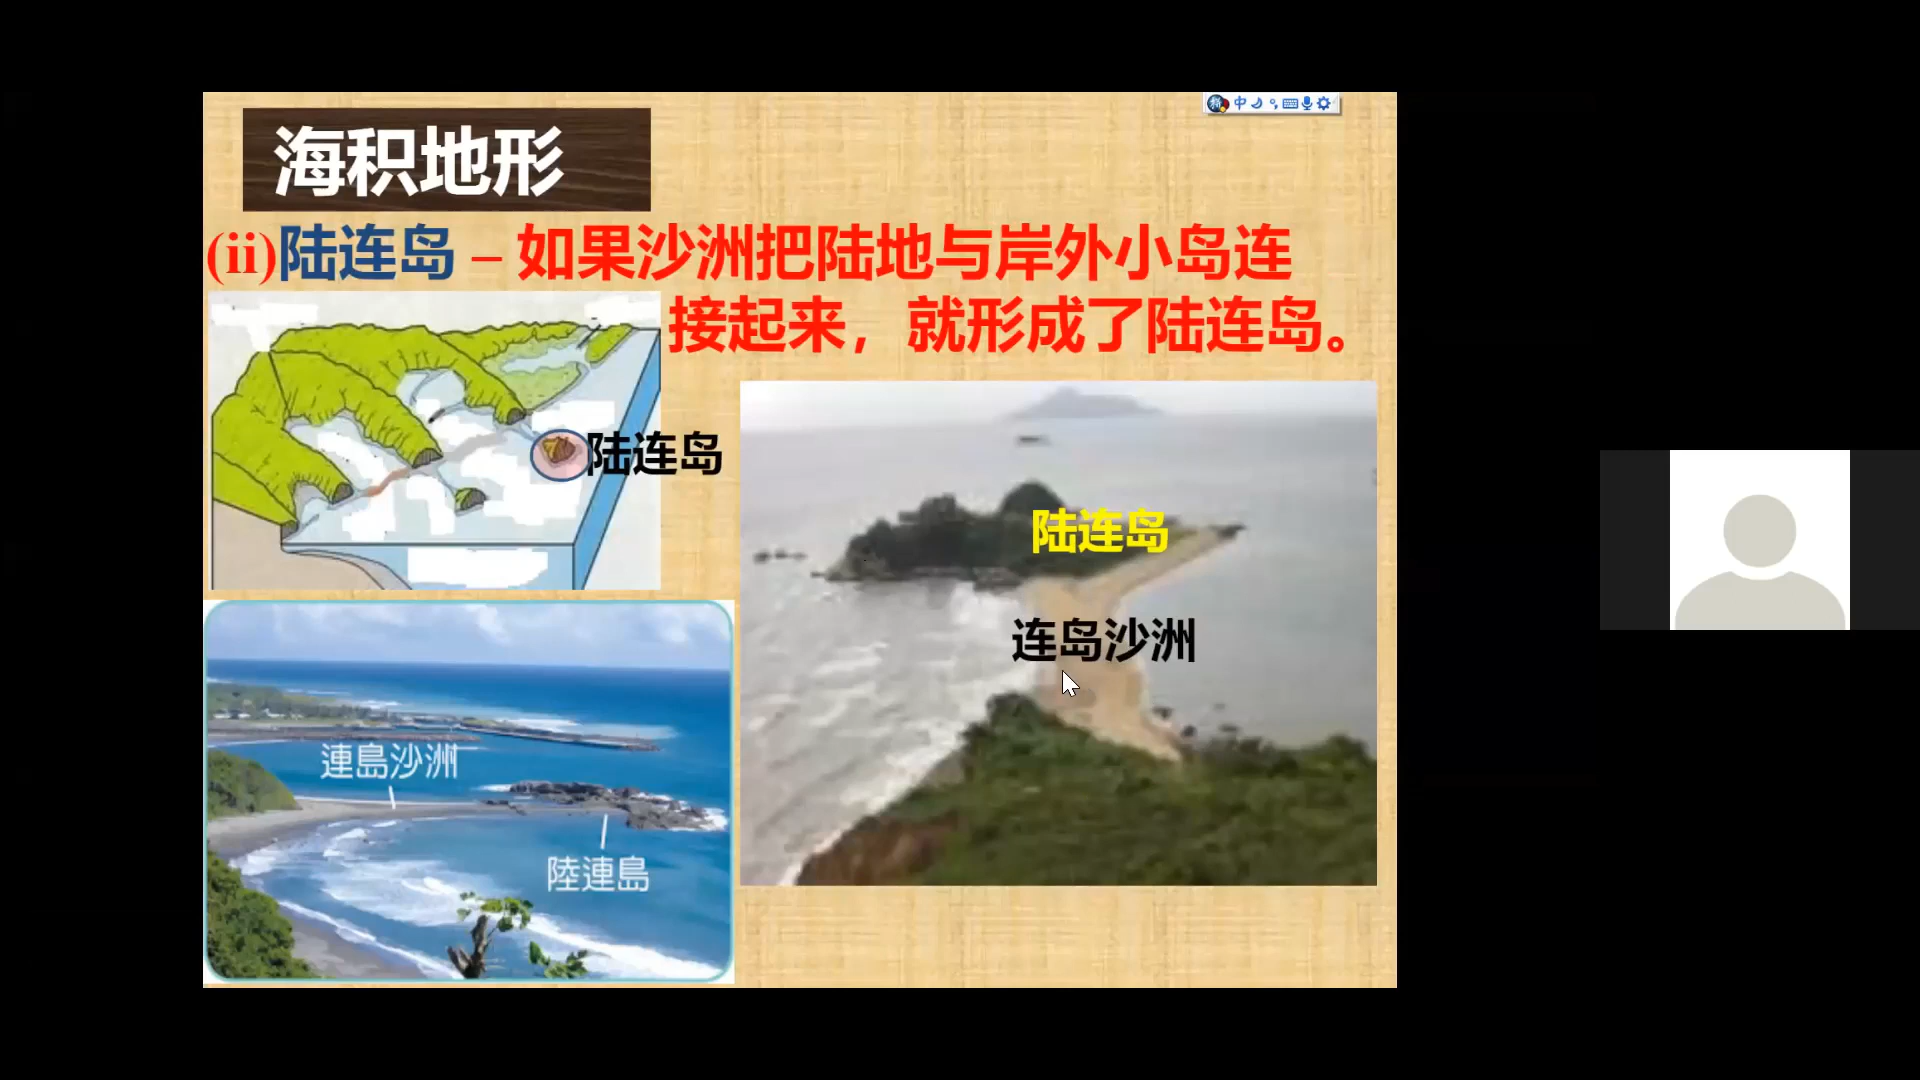 中
海积地形
(ii)陆连岛 – 如果沙洲把陆地与岸外小岛连
接起来，就形成了陆连岛。
陆连岛
陆连岛
连岛沙洲
連島沙洲
陸連島